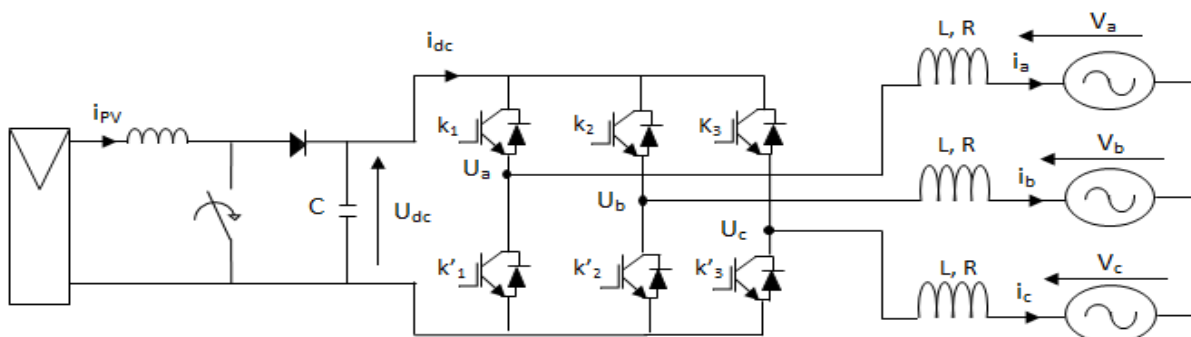 i_PV
C
U_dc
i_dc
k_1
k_2
K_3
U_a
U_b
U_c
k'_1
k'_2
k'_3
L, R
i_a
V_a
L, R
i_b
V_b
L, R
i_c
V_c